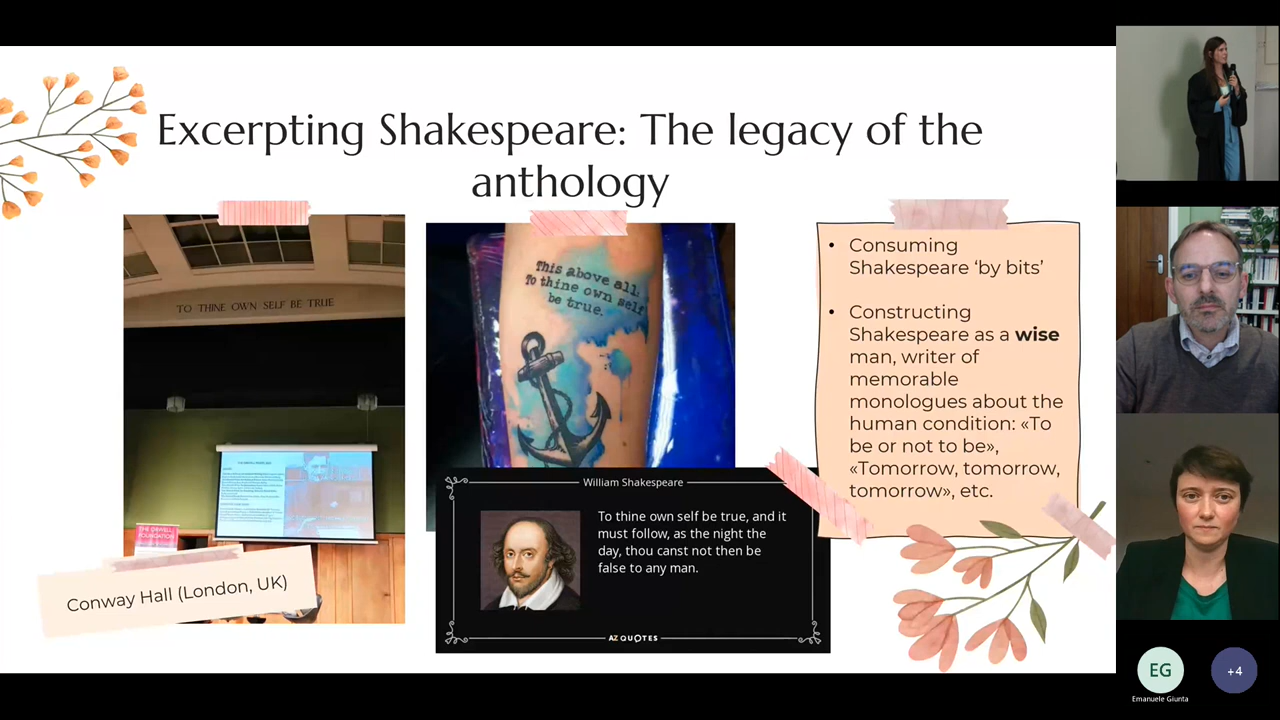 Excerpting Shakespeare: The legacy of the
anthology
TO THINE OWN SELF BE TRUE
Conway Hall (London, UK)
This above all:
To thine own self
be true.
William Shakespeare
To thine own self be true, and it
must follow, as the night the
day, thou canst not then be
false to any man.
AZ QUOTES
• Consuming
Shakespeare ‘by bits’
• Constructing
Shakespeare as a wise
man, writer of
memorable
monologues about the
human condition: «To
be or not to be»,
«Tomorrow, tomorrow,
tomorrow», etc.
EG
Emanuele Giunta
+4